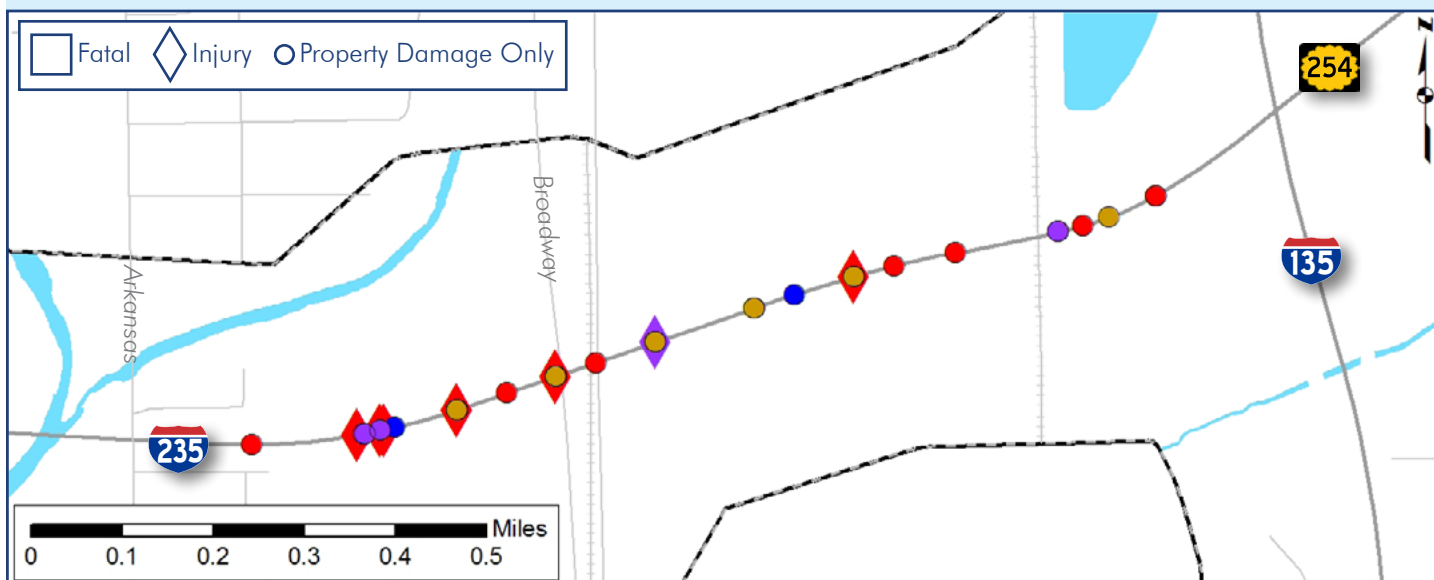 Fatal Injury Property Damage Only
254
N
Broadway
Arkansas
135
235
Miles
0 0.1 0.2 0.3 0.4 0.5